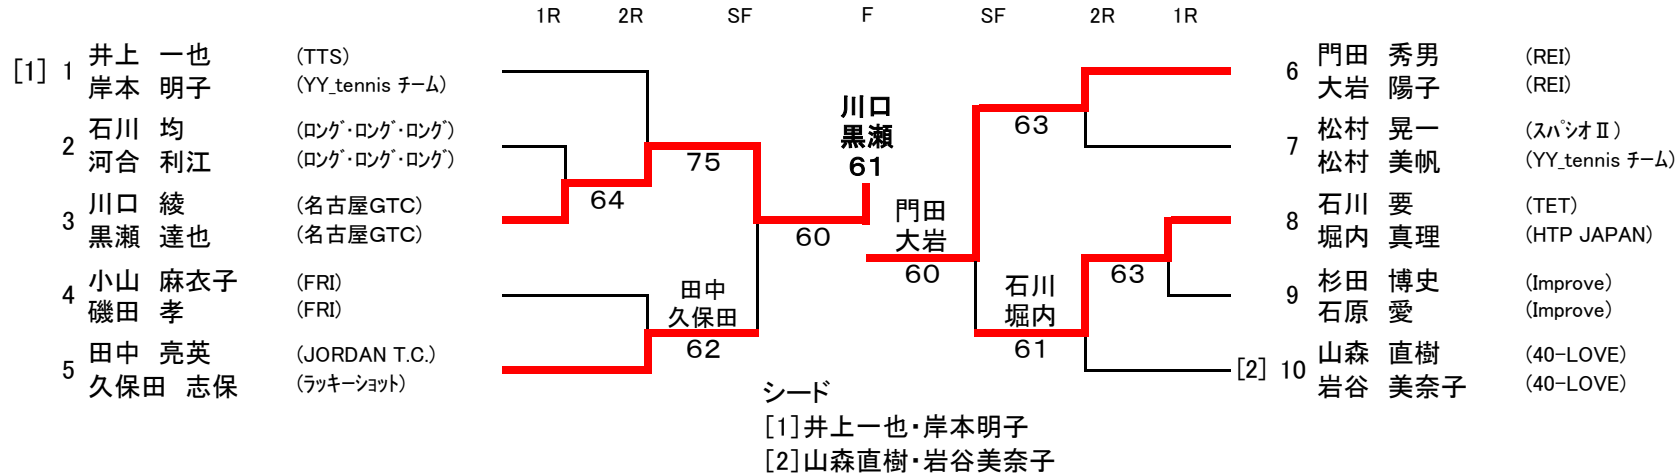 1R 2R SF F SF 2R 1R
[1] 1 井上 一也 (TTS)
岸本 明子 (YY_tennis チーム)
2 石川 均 (ﾛﾝｸﾞ･ﾛﾝｸﾞ･ﾛﾝｸﾞ)
河合 利江 (ﾛﾝｸﾞ･ﾛﾝｸﾞ･ﾛﾝｸﾞ)
3 川口 綾 (名古屋GTC)
黒瀬 達也 (名古屋GTC)
4 小山 麻衣子 (FRI)
磯田 孝 (FRI)
5 田中 亮英 (JORDAN T.C.)
久保田 志保 (ﾗｯｷｰｼｮｯﾄ)
64
75
田中
久保田
62
60
川口
黒瀬
61
門田
大岩
60
63
石川
堀内
61
63
6 門田 秀男 (REI)
大岩 陽子 (REI)
7 松村 晃一 (ｽﾊﾟｼｵⅡ)
松村 美帆 (YY_tennis チーム)
8 石川 要 (TET)
堀内 真理 (HTP JAPAN)
9 杉田 博史 (Improve)
石原 愛 (Improve)
[2] 10 山森 直樹 (40-LOVE)
岩谷 美奈子 (40-LOVE)
シード
[1]井上一也・岸本明子
[2]山森直樹・岩谷美奈子